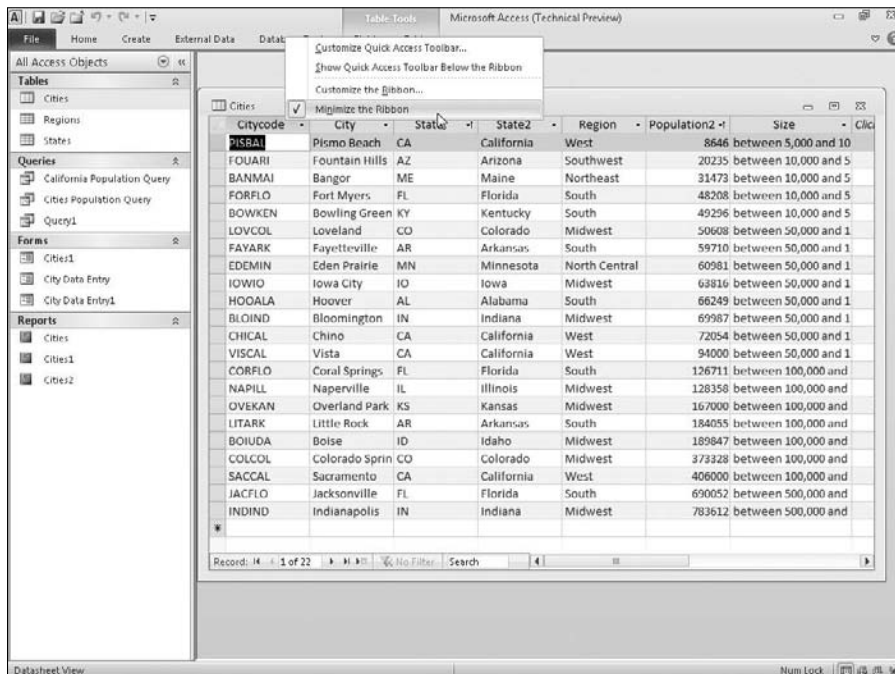 Table Tools
Microsoft Access (Technical Preview)
File Home Create External Data
Customize Quick Access Toolbar...
Show Quick Access Toolbar Below the Ribbon
Customize the Ribbon...
Minimize the Ribbon
All Access Objects
Tables
Cities
Regions
States
Queries
California Population Query
Cities Population Query
Query1
Forms
Cities1
City Data Entry
City Data Entry1
Reports
Cities
Cities1
Cities2
Cities
Citycode City State2 Region Population2 Size
PISBAL Pismo Beach CA California West 8646 between 5,000 and 10
FOUARI Fountain Hills AZ Arizona Southwest 20235 between 10,000 and 5
BANMAI Bangor ME Maine Northeast 31473 between 10,000 and 5
FORFLO Fort Myers FL Florida South 48208 between 10,000 and 5
BOWKEN Bowling Green KY Kentucky South 49296 between 10,000 and 5
LOVCOL Loveland CO Colorado Midwest 50608 between 50,000 and 1
FAYARK Fayetteville AR Arkansas South 59710 between 50,000 and 1
EDEMIN Eden Prairie MN Minnesota North Central 60981 between 50,000 and 1
IOWIO Iowa City IO Iowa Midwest 63816 between 50,000 and 1
HOOALA Hoover AL Alabama South 66249 between 50,000 and 1
BLOIND Bloomington IN Indiana Midwest 69987 between 50,000 and 1
CHICAL Chino CA California West 72054 between 50,000 and 1
VISCAL Vista CA California West 94000 between 50,000 and 1
CORFLO Coral Springs FL Florida South 126711 between 100,000 and
NAPILL Naperville IL Illinois Midwest 128358 between 100,000 and
OVEKAN Overland Park KS Kansas Midwest 167000 between 100,000 and
LITARK Little Rock AR Arkansas South 184055 between 100,000 and
BOIUDA Boise ID Idaho Midwest 189847 between 100,000 and
COLCOL Colorado Sprin CO Colorado Midwest 373328 between 100,000 and
SACCAL Sacramento CA California West 406000 between 100,000 and
JACFLO Jacksonville FL Florida South 690052 between 500,000 and
INDIND Indianapolis IN Indiana Midwest 783612 between 500,000 and
Record: 1 of 22 No Filter Search
Datasheet View
Num Lock